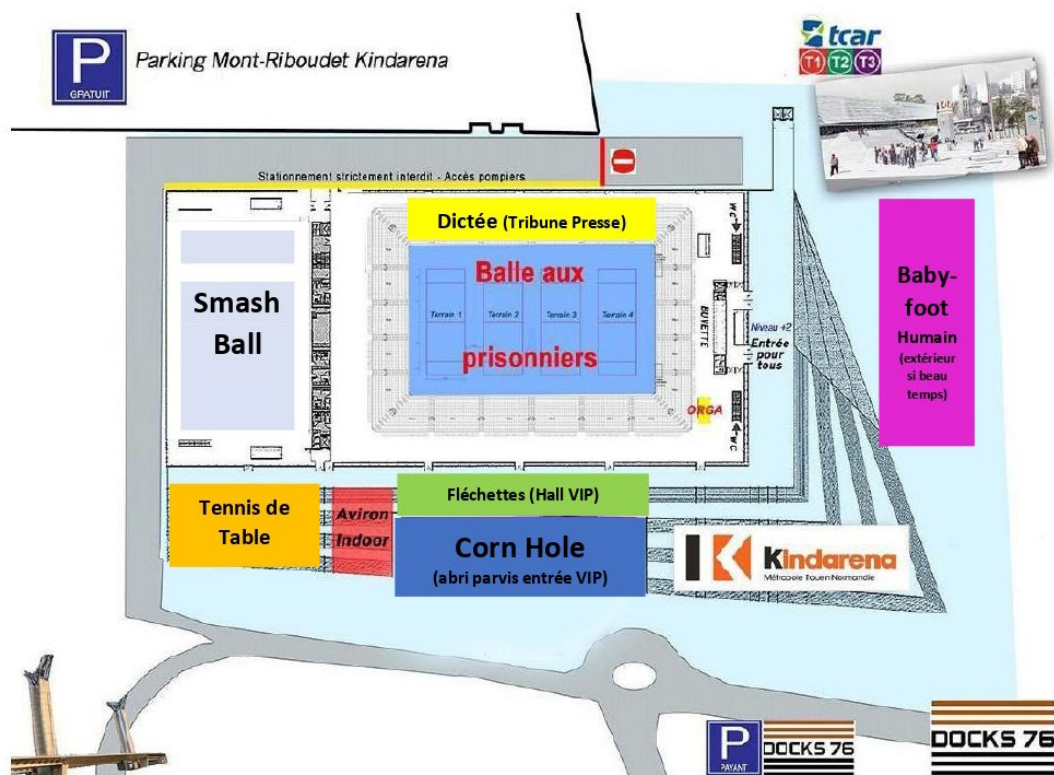 P
GRATUIT
Parking Mont-Riboudet Kindarena
tcar
T1 T2 T3
Stationnement strictement interdit - Accès pompiers
Dictée (Tribune Presse)
WC
Balle aux
Terrain 1
Terrain 2
Terrain 3
Terrain 4
prisonniers
Smash
Ball
BUVETTE
Niveau +2
Entrée
pour
tous
ORGA
WC
Baby-
foot
Humain
(extérieur
si beau
temps)
Tennis de
Table
Aviron
Indoor
Fléchettes (Hall VIP)
Corn Hole
(abri parvis entrée VIP)
Kindarena
Métropole Rouen Normandie
P
PAYANT
DOCKS 76
DOCKS 76